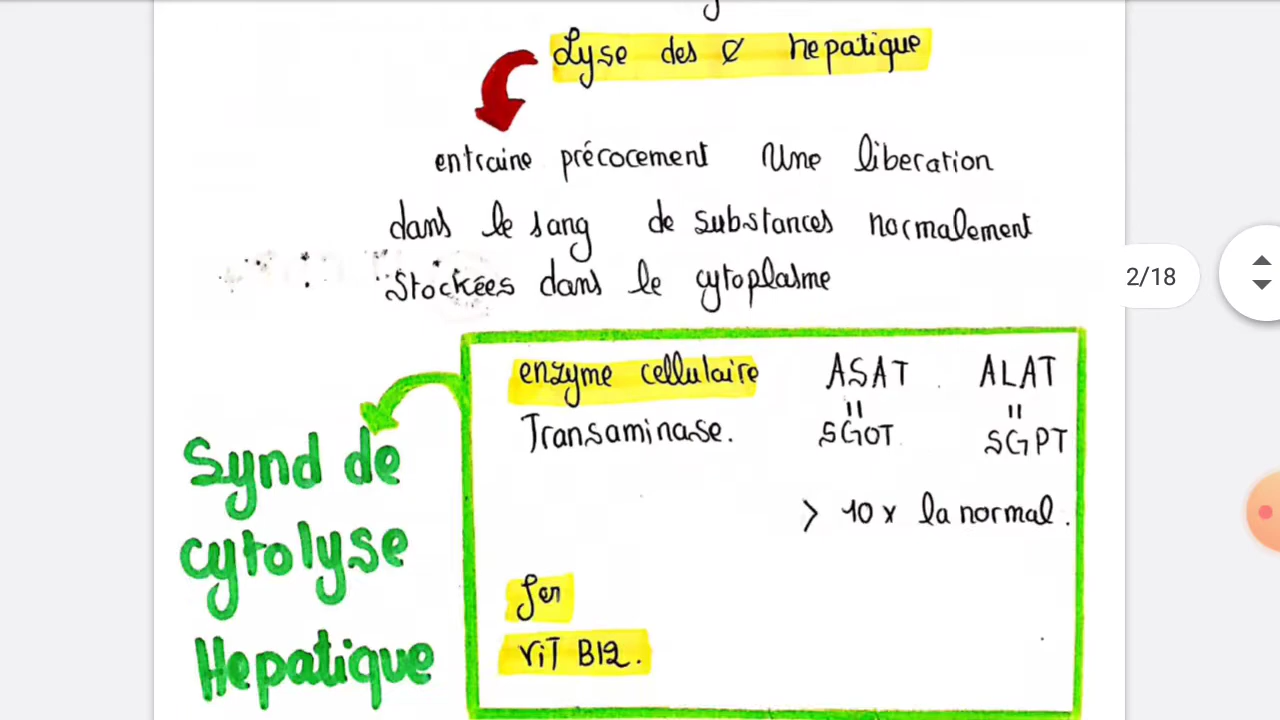 Lyse des ₵ hepatique
entraine précocement Une liberation
dans le sang de substances normalement
Stockées dans le cytoplasme
2/18
enzyme cellulaire ASAT . ALAT
" "
Transaminase. SGOT SGPT
> 10 x la normal.
Synd de
cytolyse
Hepatique
fer
ViT B12.